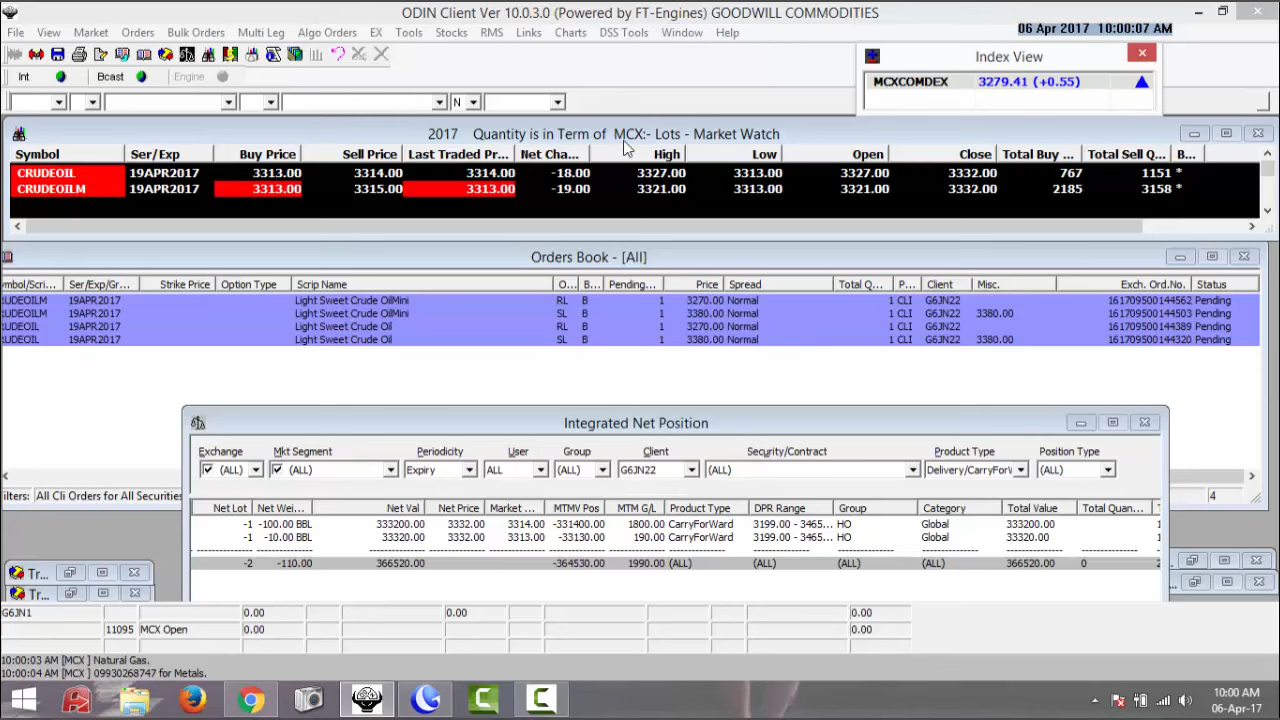 ODIN Client Ver 10.0.3.0 (Powered by FT-Engines) GOODWILL COMMODITIES
File View Market Orders Bulk Orders Multi Leg Algo Orders EX Tools Stocks RMS Links Charts DSS Tools Window Help
06 Apr 2017 10:00:07 AM
Index View
Int Bcast Engine
MCXCOMDEX 3279.41 (+0.55)
N
2017 Quantity is in Term of MCX:- Lots - Market Watch
Symbol Ser/Exp Buy Price Sell Price Last Traded Pr... Net Cha... High Low Open Close Total Buy ... Total Sell Q... B...
CRUDEOIL 19APR2017 3313.00 3314.00 3314.00 -18.00 3327.00 3313.00 3327.00 3332.00 767 1151 *
CRUDEOILM 19APR2017 3313.00 3315.00 3313.00 -19.00 3321.00 3313.00 3321.00 3332.00 2185 3158 *
Orders Book - [All]
ymbol/Scri... Ser/Exp/Gr... Strike Price Option Type Scrip Name O... B... Pending... Price Spread Total Q... P... Client Misc. Exch. Ord.No. Status
RUDEOILM 19APR2017 Light Sweet Crude OilMini RL B 1 3270.00 Normal 1 CLI G6JN22 161709500144562 Pending
RUDEOILM 19APR2017 Light Sweet Crude OilMini SL B 1 3380.00 Normal 1 CLI G6JN22 3380.00 161709500144503 Pending
RUDEOIL 19APR2017 Light Sweet Crude Oil RL B 1 3270.00 Normal 1 CLI G6JN22 161709500144389 Pending
RUDEOIL 19APR2017 Light Sweet Crude Oil SL B 1 3380.00 Normal 1 CLI G6JN22 3380.00 161709500144320 Pending
Integrated Net Position
Exchange Mkt Segment Periodicity User Group Client Security/Contract Product Type Position Type
(ALL) (ALL) Expiry ALL (ALL) G6JN22 (ALL) Delivery/CarryForw (ALL)
ilters: All Cli Orders for All Securities 4
Net Lot Net Wei... Net Val Net Price Market ... MTMV Pos MTM G/L Product Type DPR Range Group Category Total Value Total Quan...
-1 -100.00 BBL 333200.00 3332.00 3314.00 -331400.00 1800.00 CarryForWard 3199.00 - 3465... HO Global 333200.00
-1 -10.00 BBL 33320.00 3332.00 3313.00 -33130.00 190.00 CarryForWard 3199.00 - 3465... HO Global 33320.00
-2 -110.00 366520.00 -364530.00 1990.00 (ALL) (ALL) (ALL) (ALL) 366520.00 0
Tr...
Tr...
G6JN1 0.00 0.00 0.00
11095 MCX Open 0.00 0.00
10:00:03 AM [MCX ] Natural Gas.
10:00:04 AM [MCX ] 09930268747 for Metals.
10:00 AM
06-Apr-17